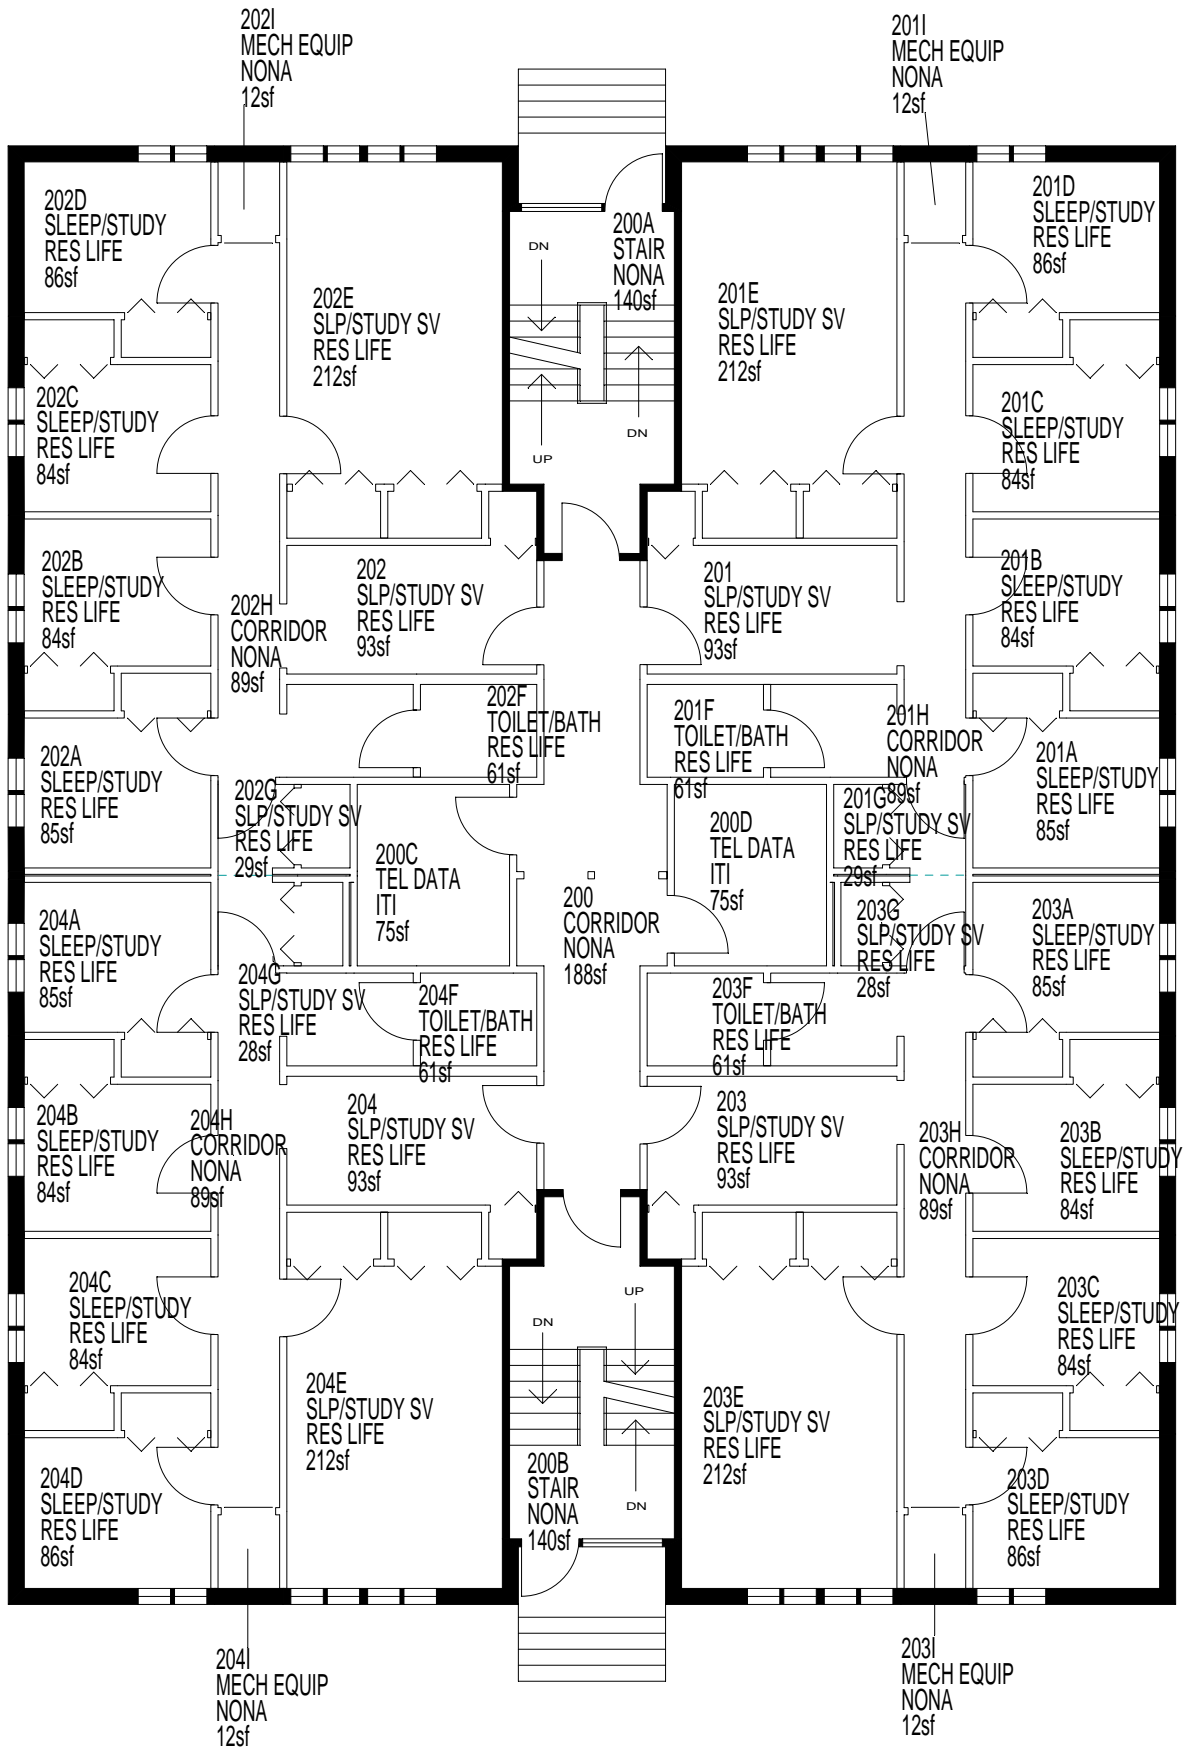 202I
MECH EQUIP
NONA
12sf
201I
MECH EQUIP
NONA
12sf
202D
SLEEP/STUDY
RES LIFE
86sf
202E
SLP/STUDY SV
RES LIFE
212sf
DN
UP
200A
STAIR
NONA
140sf
DN
201E
SLP/STUDY SV
RES LIFE
212sf
201D
SLEEP/STUDY
RES LIFE
86sf
202C
SLEEP/STUDY
RES LIFE
84sf
201C
SLEEP/STUDY
RES LIFE
84sf
202B
SLEEP/STUDY
RES LIFE
84sf
202H
CORRIDOR
NONA
89sf
202
SLP/STUDY SV
RES LIFE
93sf
201
SLP/STUDY SV
RES LIFE
93sf
201B
SLEEP/STUDY
RES LIFE
84sf
202F
TOILET/BATH
RES LIFE
61sf
201F
TOILET/BATH
RES LIFE
61sf
201H
CORRIDOR
NONA
89sf
202A
SLEEP/STUDY
RES LIFE
85sf
202G
SLP/STUDY SV
RES LIFE
29sf
200C
TEL DATA
ITI
75sf
200
CORRIDOR
NONA
188sf
200D
TEL DATA
ITI
75sf
201G
SLP/STUDY SV
RES LIFE
29sf
201A
SLEEP/STUDY
RES LIFE
85sf
204A
SLEEP/STUDY
RES LIFE
85sf
204G
SLP/STUDY SV
RES LIFE
28sf
204F
TOILET/BATH
RES LIFE
61sf
203F
TOILET/BATH
RES LIFE
61sf
203G
SLP/STUDY SV
RES LIFE
28sf
203A
SLEEP/STUDY
RES LIFE
85sf
204B
SLEEP/STUDY
RES LIFE
84sf
204H
CORRIDOR
NONA
89sf
204
SLP/STUDY SV
RES LIFE
93sf
203
SLP/STUDY SV
RES LIFE
93sf
203H
CORRIDOR
NONA
89sf
203B
SLEEP/STUDY
RES LIFE
84sf
204C
SLEEP/STUDY
RES LIFE
84sf
203C
SLEEP/STUDY
RES LIFE
84sf
UP
DN
204E
SLP/STUDY SV
RES LIFE
212sf
203E
SLP/STUDY SV
RES LIFE
212sf
204D
SLEEP/STUDY
RES LIFE
86sf
200B
STAIR
NONA
140sf
DN
203D
SLEEP/STUDY
RES LIFE
86sf
204I
MECH EQUIP
NONA
12sf
203I
MECH EQUIP
NONA
12sf